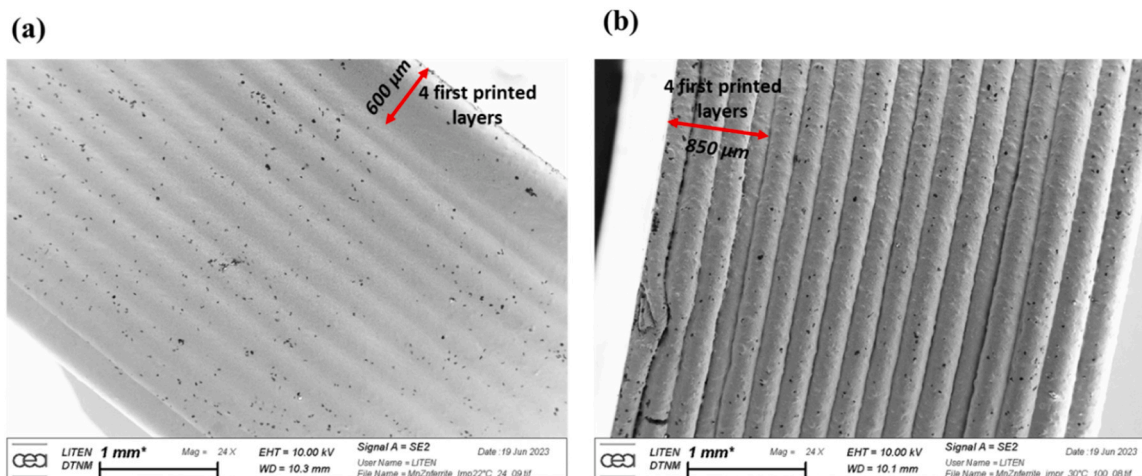 (a)
(b)
600 µm
4 first printed
layers
4 first printed
layers
850 µm
cea
LITEN
DTNM
1 mm*
Mag = 24 X
EHT = 10.00 kV
WD = 10.3 mm
Signal A = SE2
User Name = LITEN
Date :19 Jun 2023
cea
LITEN
DTNM
1 mm*
Mag = 24 X
EHT = 10.00 kV
WD = 10.1 mm
Signal A = SE2
User Name = LITEN
Date :19 Jun 2023